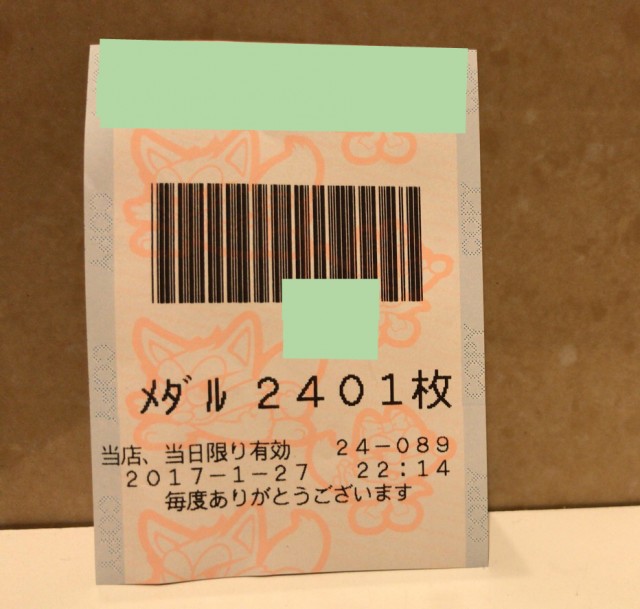 メダル 2401枚
当店、当日限り有効 24-089
2017-1-27 22:14
毎度ありがとうございます